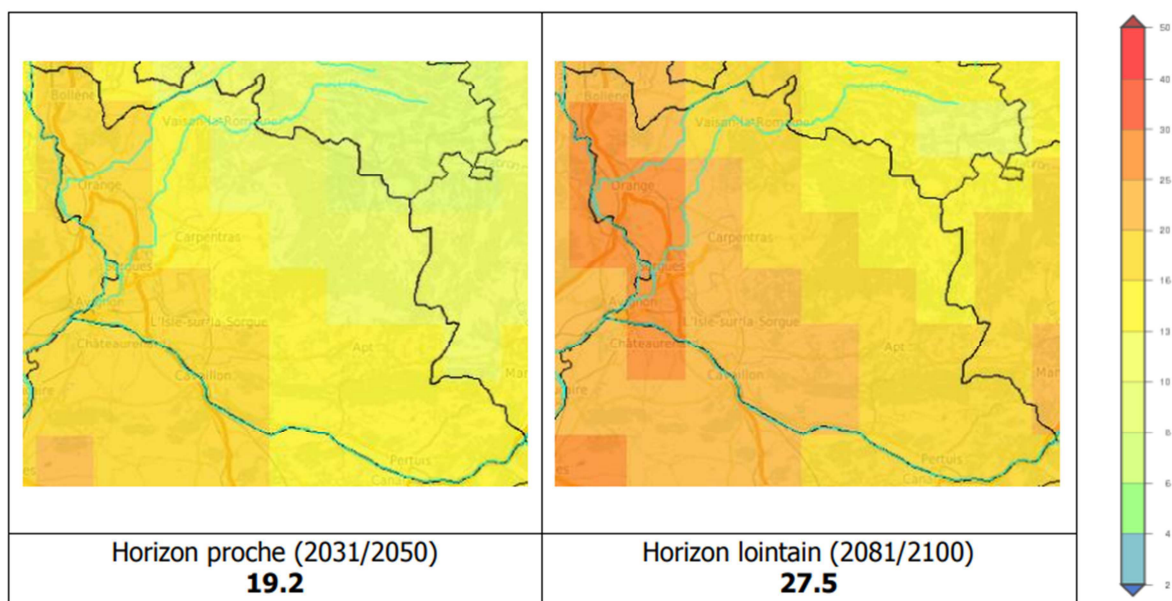 Bollène
Vaison-la-Romaine
Orange
Carpentras
Avignon
L'Isle-sur-la-Sorgue
Apt
Cavaillon
Pertuis
Bollène
Vaison-la-Romaine
Orange
Carpentras
Avignon
L'Isle-sur-la-Sorgue
Apt
Cavaillon
Pertuis
50
40
30
25
20
16
13
10
8
6
4
2
Horizon proche (2031/2050)
19.2
Horizon lointain (2081/2100)
27.5